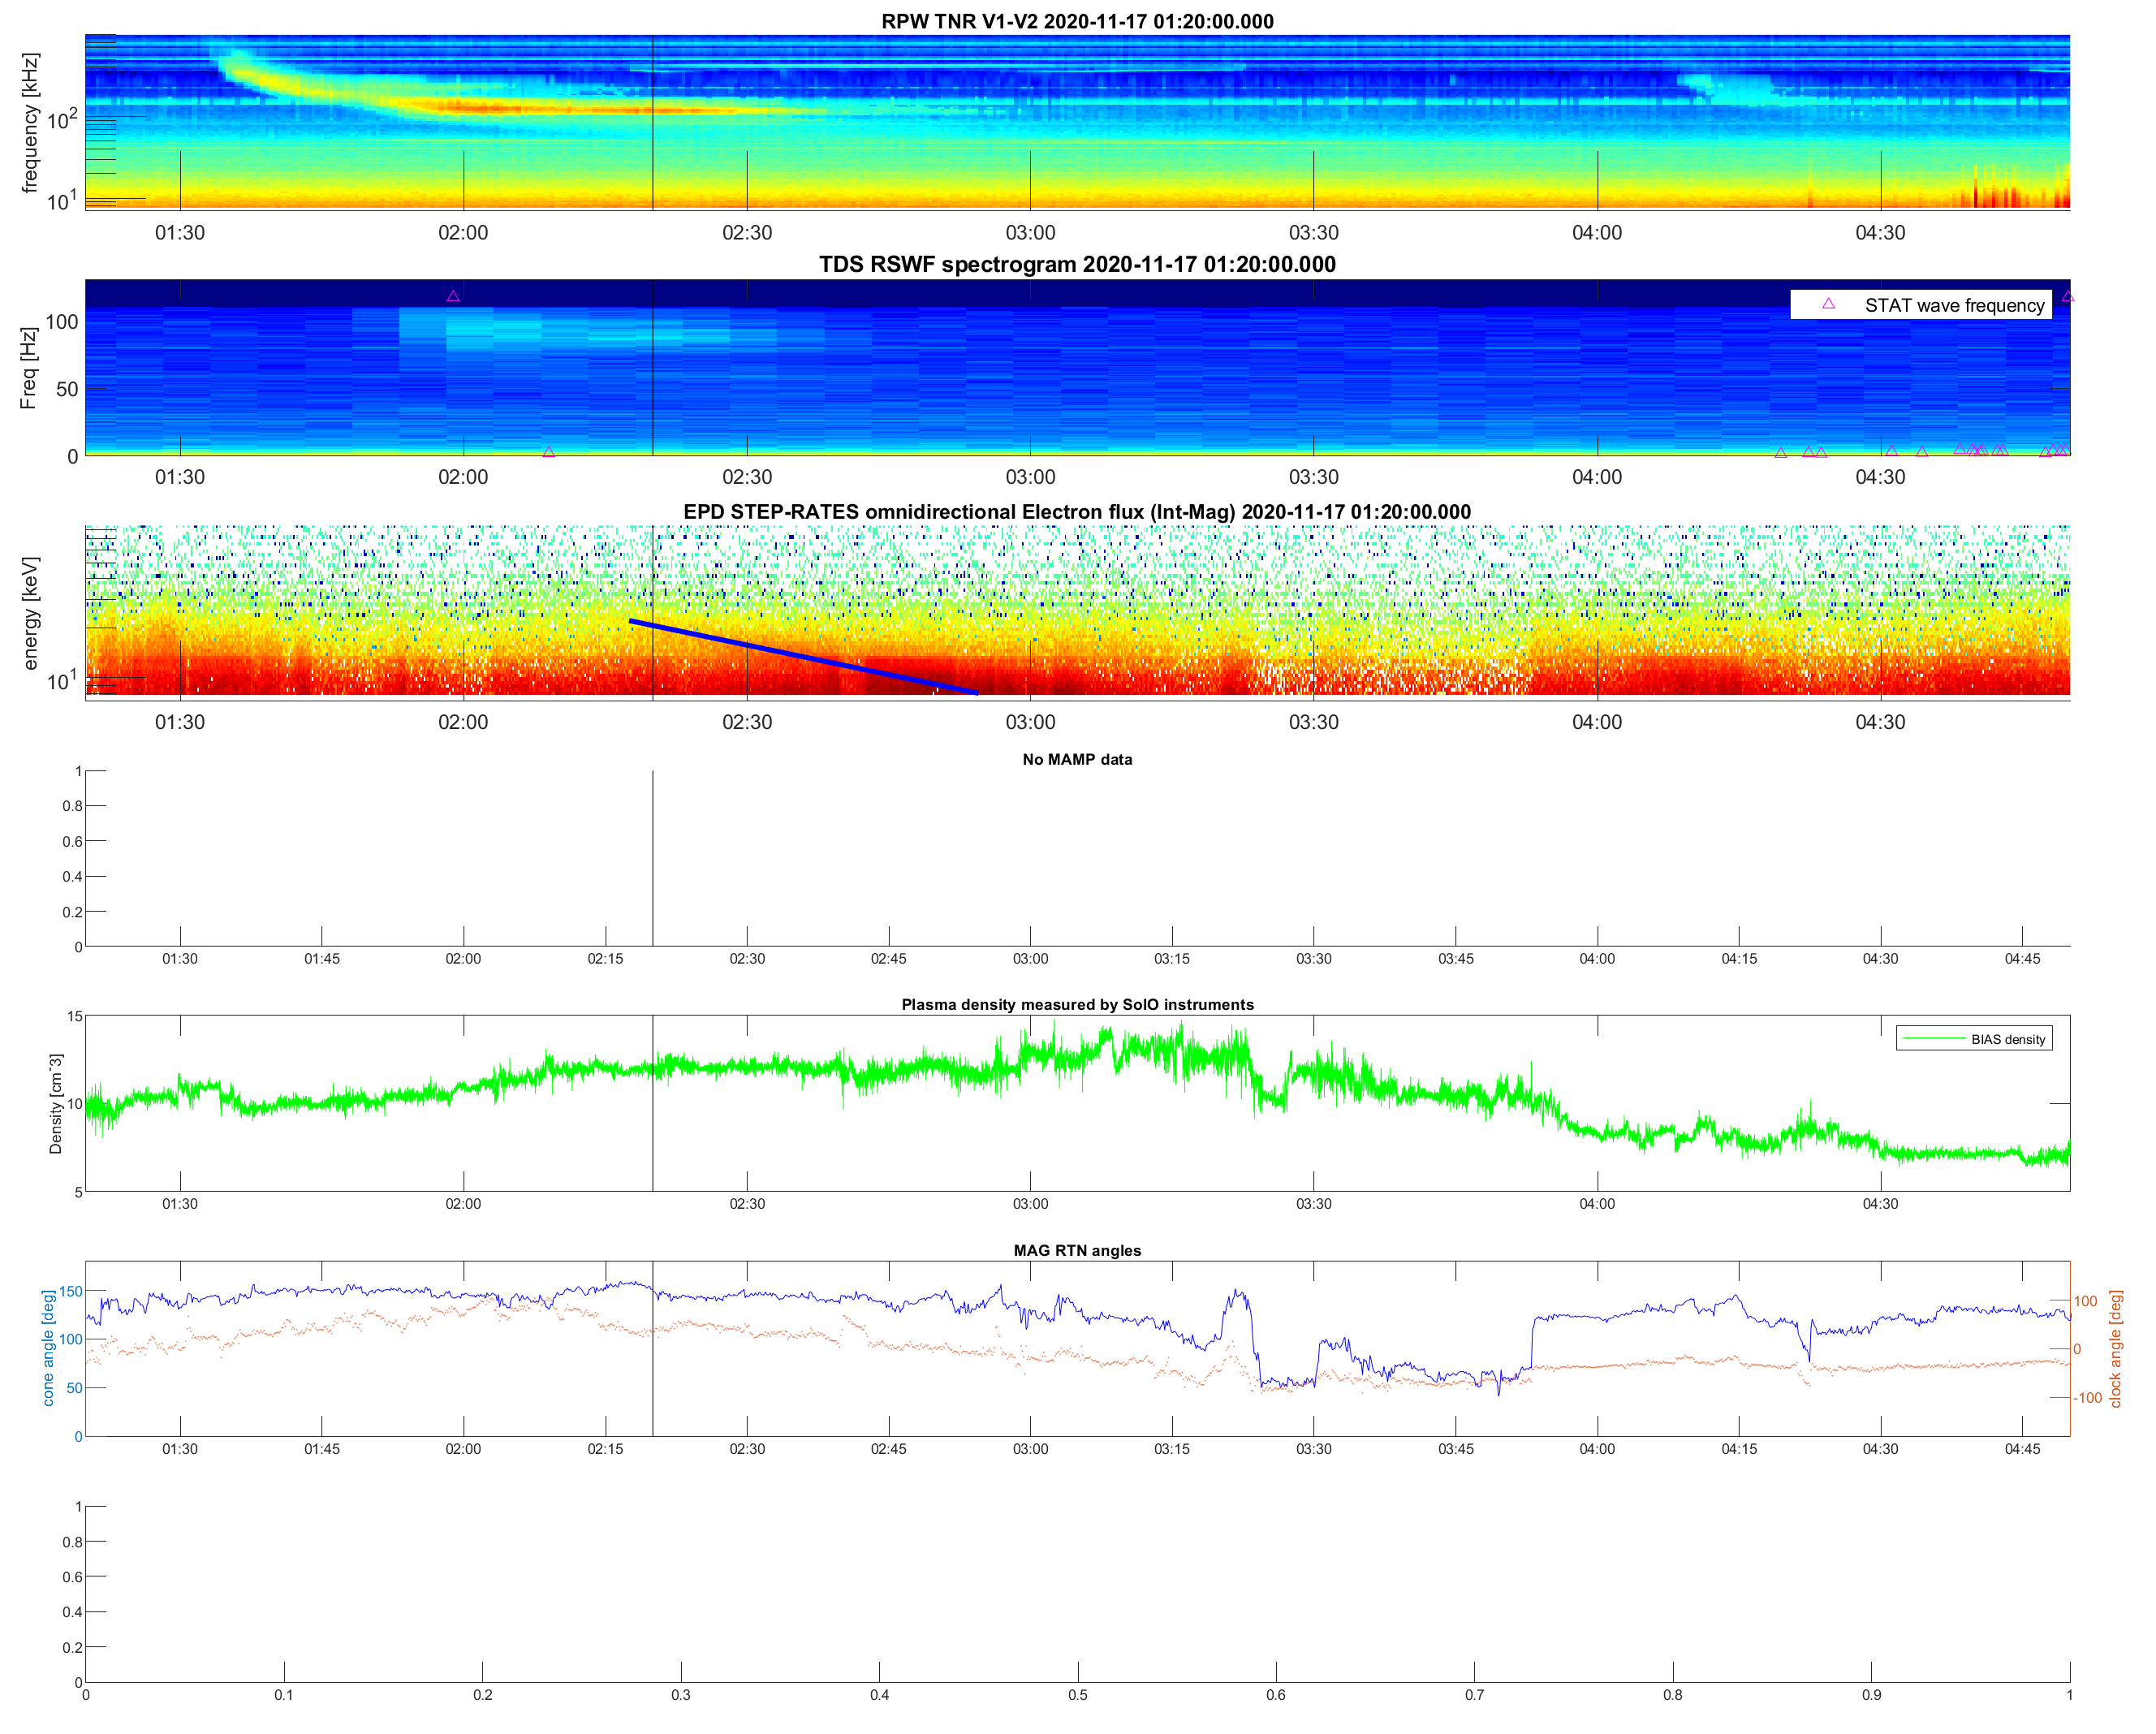 RPW TNR V1-V2 2020-11-17 01:20:00.000
frequency [kHz]
10^2
10^1
01:30 02:00 02:30 03:00 03:30 04:00 04:30
TDS RSWF spectrogram 2020-11-17 01:20:00.000
STAT wave frequency
Freq [Hz]
100
50
0
01:30 02:00 02:30 03:00 03:30 04:00 04:30
EPD STEP-RATES omnidirectional Electron flux (Int-Mag) 2020-11-17 01:20:00.000
energy [keV]
10^1
01:30 02:00 02:30 03:00 03:30 04:00 04:30
No MAMP data
1
0.8
0.6
0.4
0.2
0
01:30 01:45 02:00 02:15 02:30 02:45 03:00 03:15 03:30 03:45 04:00 04:15 04:30 04:45
Plasma density measured by SolO instruments
BIAS density
Density [cm^-3]
15
10
5
01:30 02:00 02:30 03:00 03:30 04:00 04:30
MAG RTN angles
cone angle [deg]
150
100
50
0
clock angle [deg]
100
0
-100
01:30 01:45 02:00 02:15 02:30 02:45 03:00 03:15 03:30 03:45 04:00 04:15 04:30 04:45
1
0.8
0.6
0.4
0.2
0
0 0.1 0.2 0.3 0.4 0.5 0.6 0.7 0.8 0.9 1